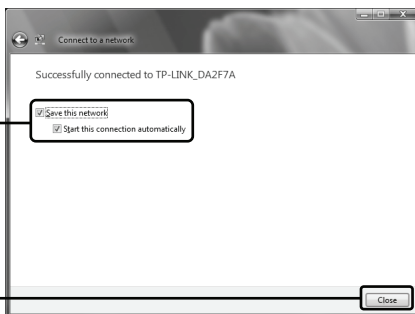 Connect to a network
Successfully connected to TP-LINK_DA2F7A
Save this network
Start this connection automatically
Close